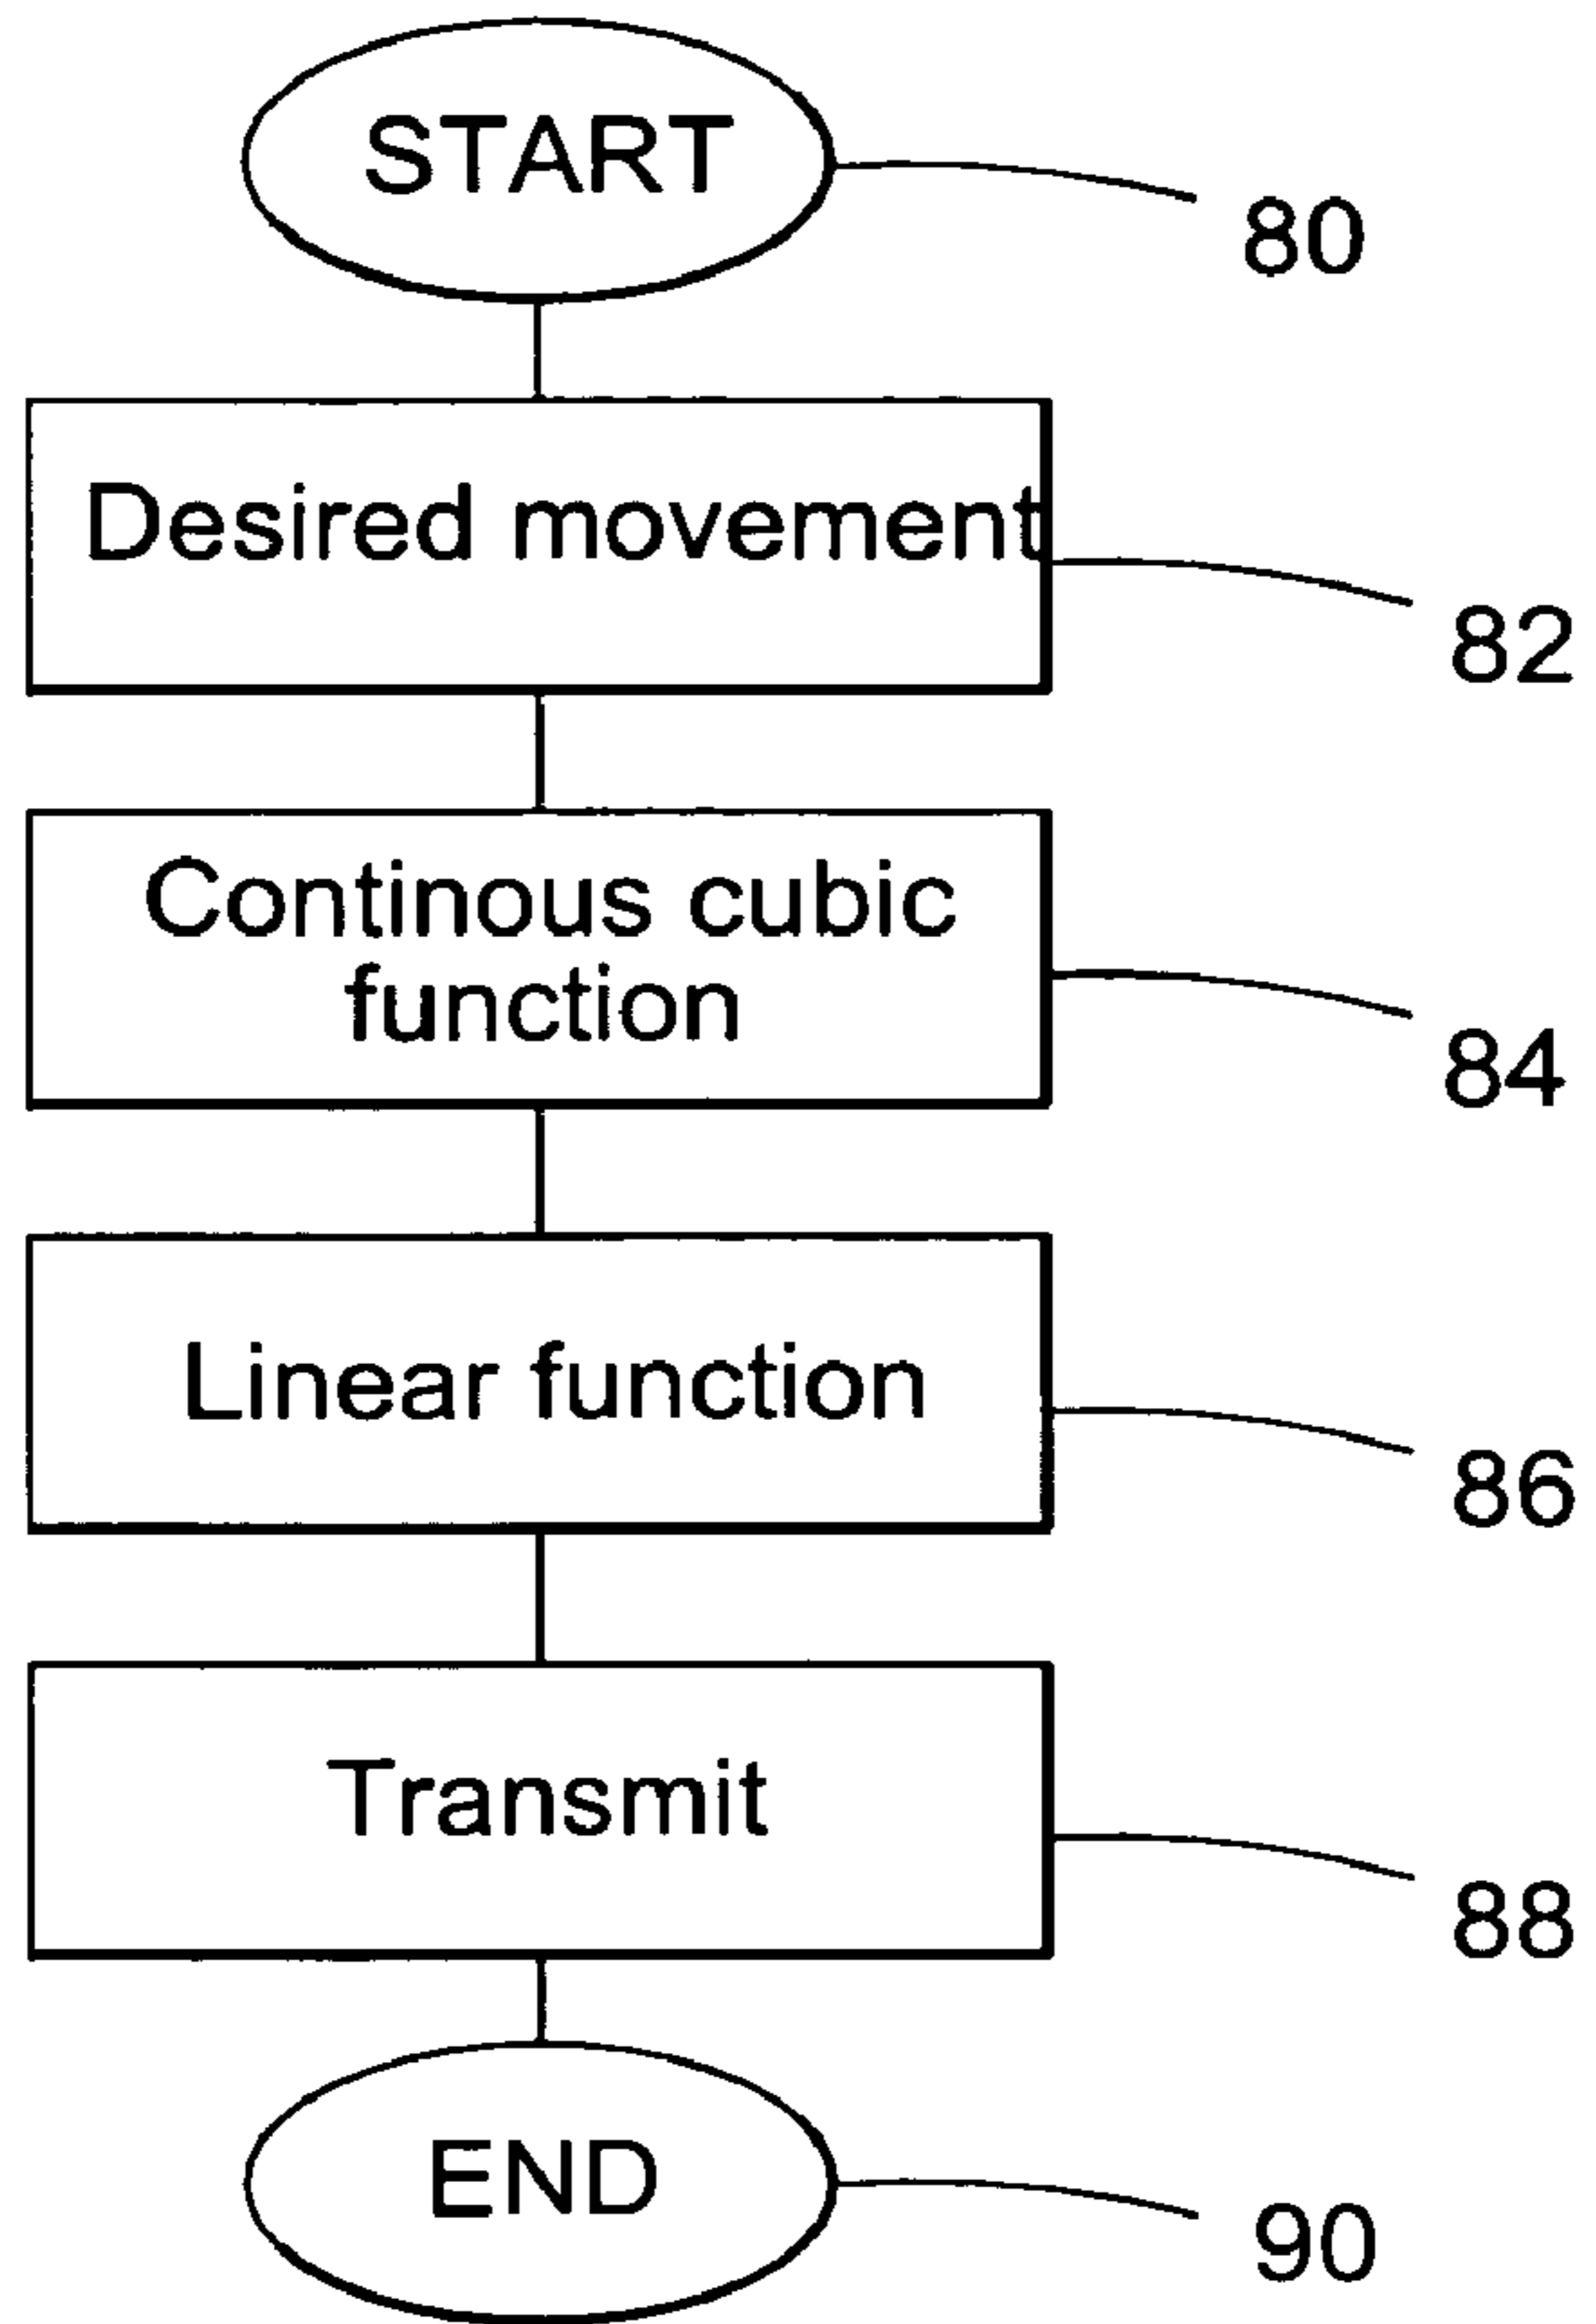 START
80
Desired movement
82
Continous cubic
function
84
Linear function
86
Transmit
88
END
90